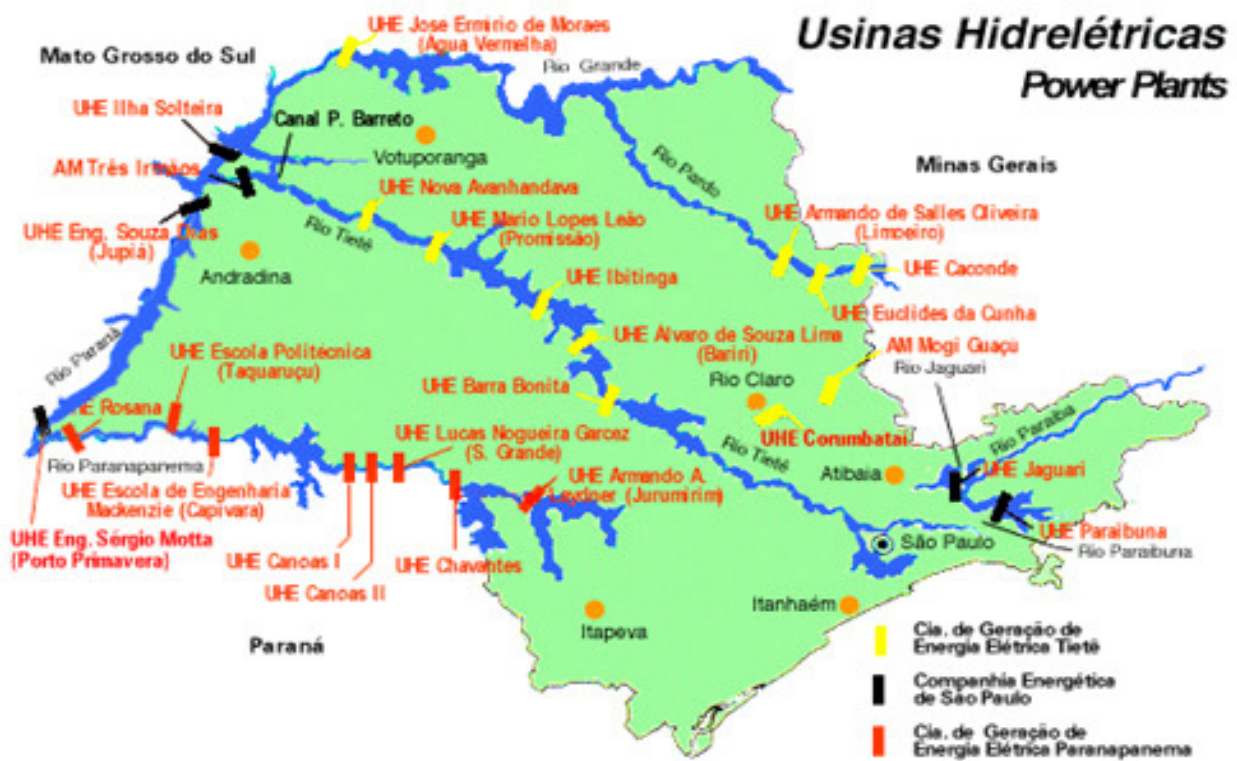 Usinas Hidrelétricas
Power Plants
UHE Jose Ermirio de Moraes
(Água Vermelha)
Mato Grosso do Sul
Rio Grande
UHE Ilha Solteira
Canal P. Barreto
Votuporanga
AM Três Irmãos
Rio Pardo
Minas Gerais
UHE Nova Avanhandava
UHE Eng. Souza Dias
(Jupiá)
Rio Tietê
UHE Mario Lopes Leão
(Promissão)
UHE Armando de Salles Oliveira
(Limoeiro)
Andradina
UHE Ibitinga
UHE Caconde
UHE Euclides da Cunha
Rio Paraná
UHE Álvaro de Souza Lima
(Bariri)
AM Mogi Guaçú
UHE Escola Politécnica
(Taquaruçu)
Rio Claro
Rio Jaguari
UHE Barra Bonita
UHE Rosana
UHE Lucas Nogueira Garcez
(S. Grande)
UHE Corumbataí
Rio Paraiba
Rio Paranapanema
Rio Tietê
Atibaia
UHE Jaguari
UHE Armando A.
Laydner (Jurumirim)
UHE Escola de Engenharia
Mackenzie (Capivara)
UHE Eng. Sérgio Motta
(Porto Primavera)
UHE Canoas I
UHE Chavantes
São Paulo
UHE Paraibuna
Rio Paraibuna
UHE Canoas II
Itanhaém
Itapeva
Paraná
Cia. de Geração de
Energia Elétrica Tietê
Companhia Energética
de São Paulo
Cia. de Geração de
Energia Elétrica Paranapanema